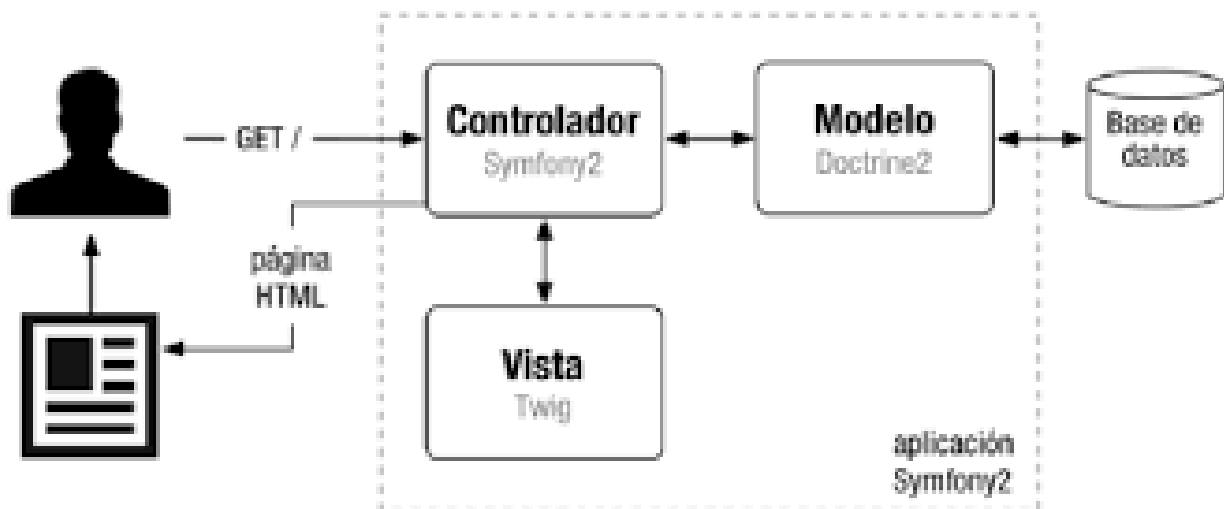 GET /
Controlador
Symfony2
Modelo
Doctrine2
Base de
datos
página
HTML
Vista
Twig
aplicación
Symfony2